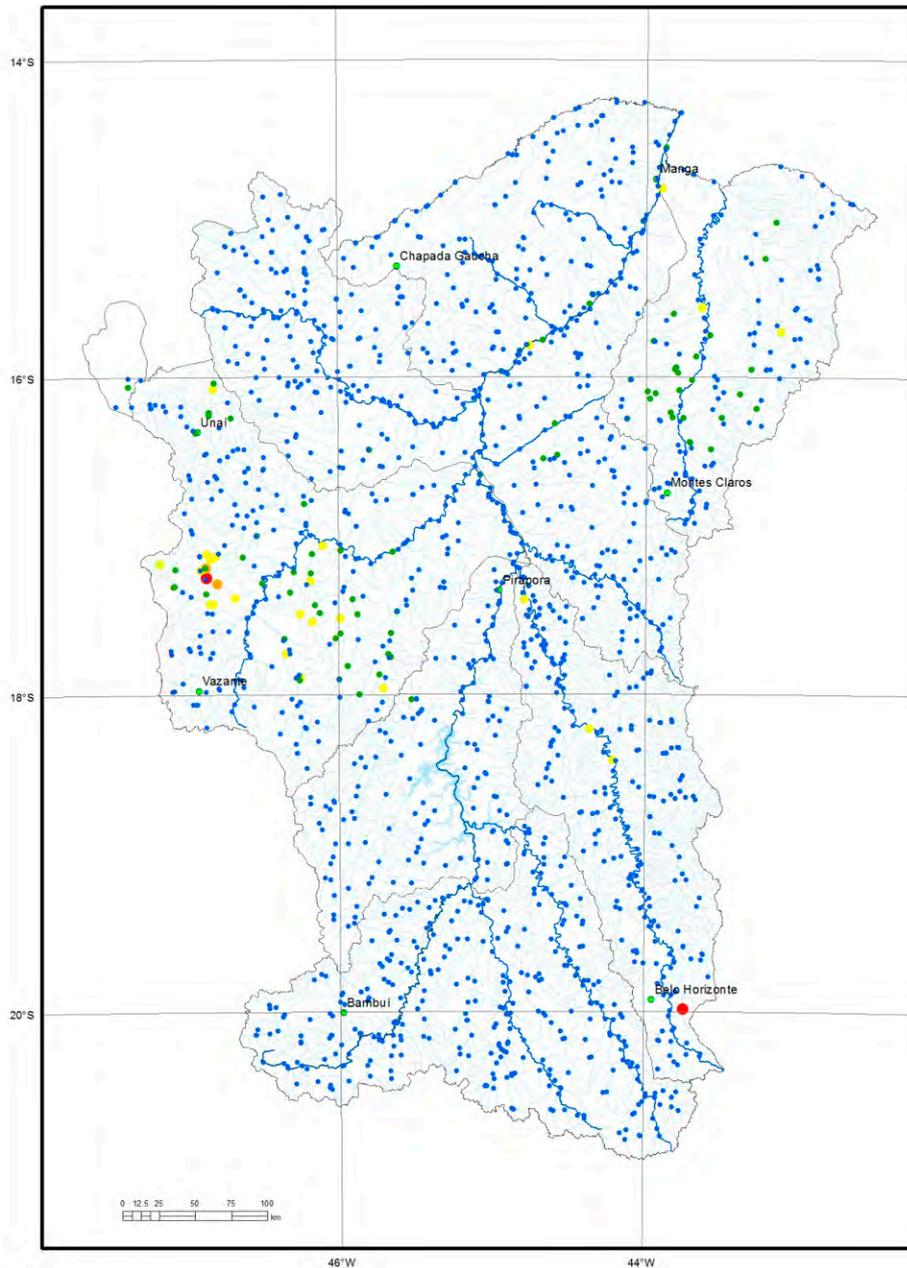 14°S
Manga
Chapada Gaúcha
16°S
Unaí
Montes Claros
Pirapora
Vazante
18°S
Belo Horizonte
Bambuí
20°S
0 12.5 25 50 75 100
km
46°W 44°W